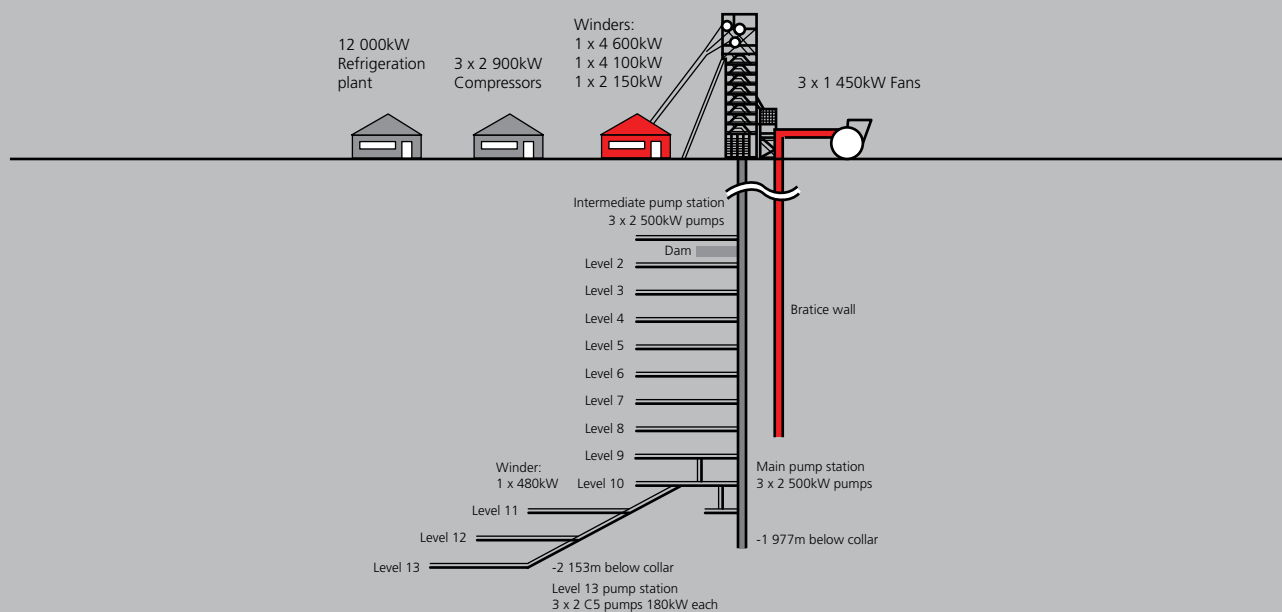 12 000kW
Refrigeration
plant
3 x 2 900kW
Compressors
Winders:
1 x 4 600kW
1 x 4 100kW
1 x 2 150kW
3 x 1 450kW Fans
Intermediate pump station
3 x 2 500kW pumps
Dam
Level 2
Level 3
Level 4
Level 5
Level 6
Level 7
Level 8
Level 9
Bratice wall
Winder:
1 x 480kW
Level 10
Main pump station
3 x 2 500kW pumps
Level 11
Level 12
-1 977m below collar
Level 13
-2 153m below collar
Level 13 pump station
3 x 2 C5 pumps 180kW each